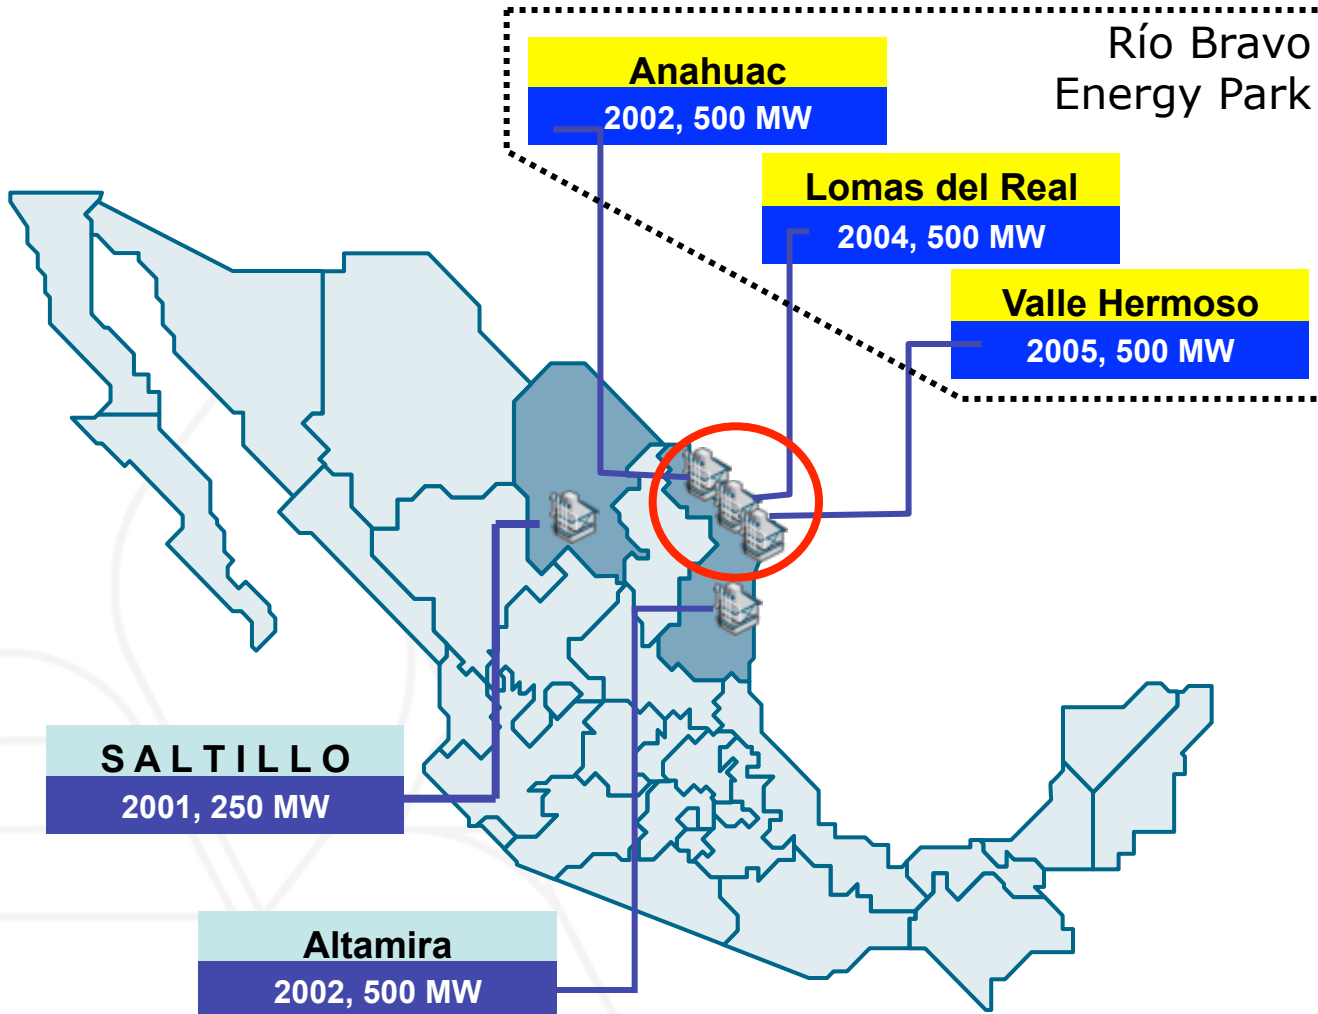 Río Bravo
Energy Park
Anahuac
2002, 500 MW
Lomas del Real
2004, 500 MW
Valle Hermoso
2005, 500 MW
S A L T I L L O
2001, 250 MW
Altamira
2002, 500 MW